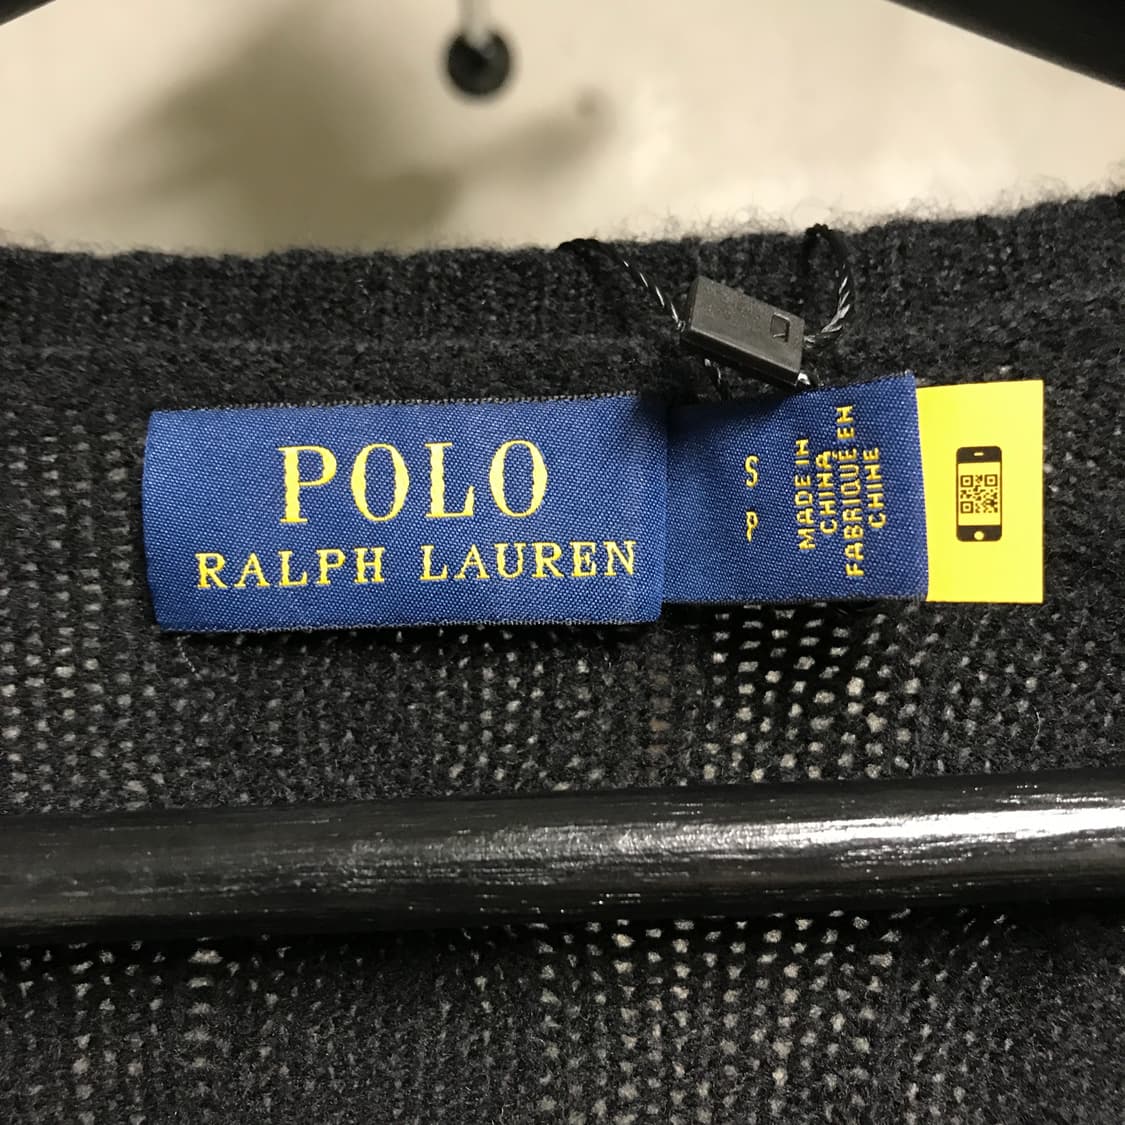 POLO
RALPH LAUREN
S
P
MADE IN
CHINA
FABRIQUÉ EN
CHINE